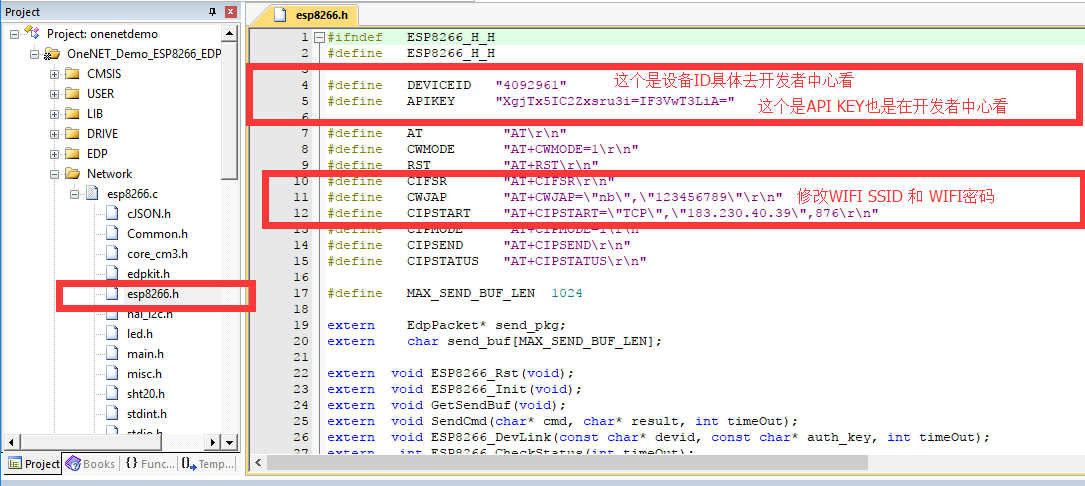 Project
Project: onenetdemo
OneNET_Demo_ESP8266_EDP
CMSIS
USER
LIB
DRIVE
EDP
Network
esp8266.c
cJSON.h
Common.h
core_cm3.h
edpkit.h
esp8266.h
hal_i2c.h
led.h
main.h
misc.h
sht20.h
stdint.h
stdio.h
Project Books {} Func... Temp...
esp8266.h
1 #ifndef ESP8266_H_H
2 #define ESP8266_H_H
3
4 #define DEVICEID "4092961" 这个是设备ID具体去开发者中心看
5 #define APIKEY "XgjTx5IC2Zxsru3i=IF3VwT3LiA=" 这个是API KEY也是在开发者中心看
6
7 #define AT "AT\r\n"
8 #define CWMODE "AT+CWMODE=1\r\n"
9 #define RST "AT+RST\r\n"
10 #define CIFSR "AT+CIFSR\r\n"
11 #define CWJAP "AT+CWJAP=\"nb\",\"123456789\"\r\n" 修改WIFI SSID 和 WIFI密码
12 #define CIPSTART "AT+CIPSTART=\"TCP\",\"183.230.40.39\",876\r\n"
13 #define CIPMODE "AT+CIPMODE=1\r\n"
14 #define CIPSEND "AT+CIPSEND\r\n"
15 #define CIPSTATUS "AT+CIPSTATUS\r\n"
16
17 #define MAX_SEND_BUF_LEN 1024
18
19 extern EdpPacket* send_pkg;
20 extern char send_buf[MAX_SEND_BUF_LEN];
21
22 extern void ESP8266_Rst(void);
23 extern void ESP8266_Init(void);
24 extern void GetSendBuf(void);
25 extern void SendCmd(char* cmd, char* result, int timeOut);
26 extern void ESP8266_DevLink(const char* devid, const char* auth_key, int timeOut);
27 extern int ESP8266_CheckStatus(int timeOut);